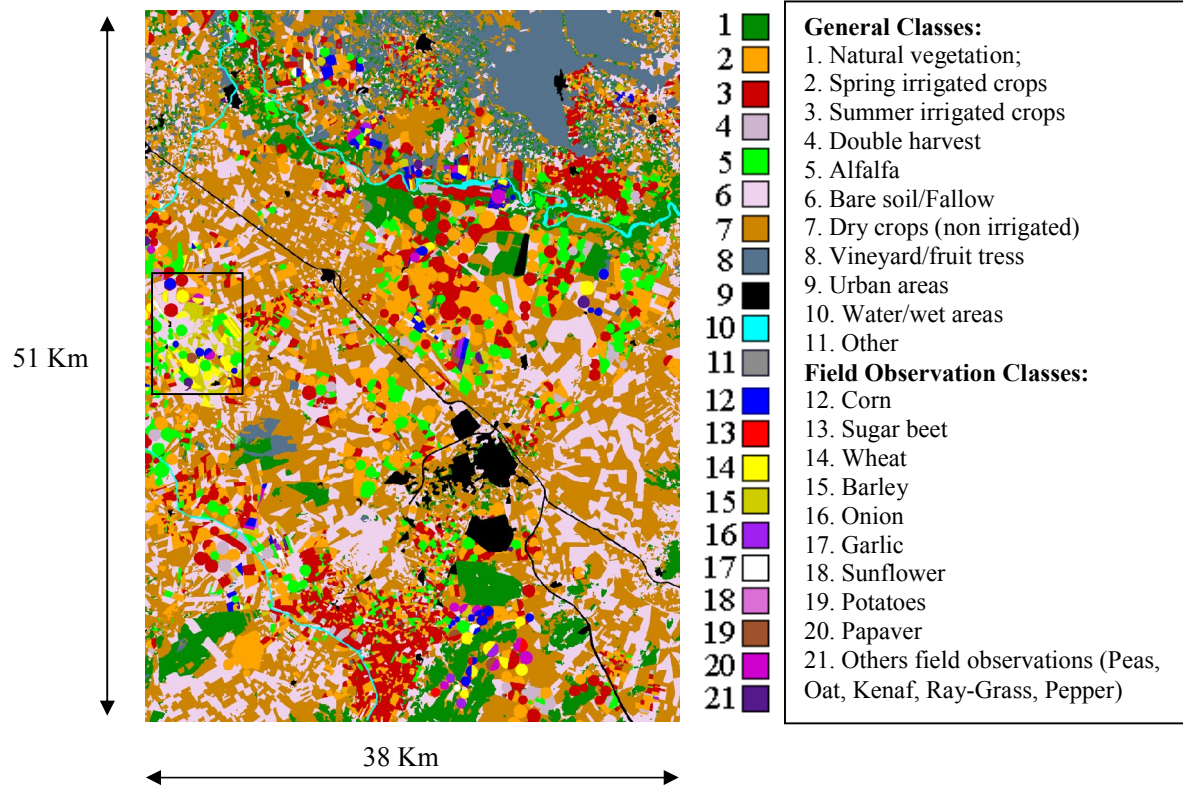 51 Km
38 Km
1
2
3
4
5
6
7
8
9
10
11
12
13
14
15
16
17
18
19
20
21
General Classes:
1. Natural vegetation;
2. Spring irrigated crops
3. Summer irrigated crops
4. Double harvest
5. Alfalfa
6. Bare soil/Fallow
7. Dry crops (non irrigated)
8. Vineyard/fruit tress
9. Urban areas
10. Water/wet areas
11. Other
Field Observation Classes:
12. Corn
13. Sugar beet
14. Wheat
15. Barley
16. Onion
17. Garlic
18. Sunflower
19. Potatoes
20. Papaver
21. Others field observations (Peas,
Oat, Kenaf, Ray-Grass, Pepper)